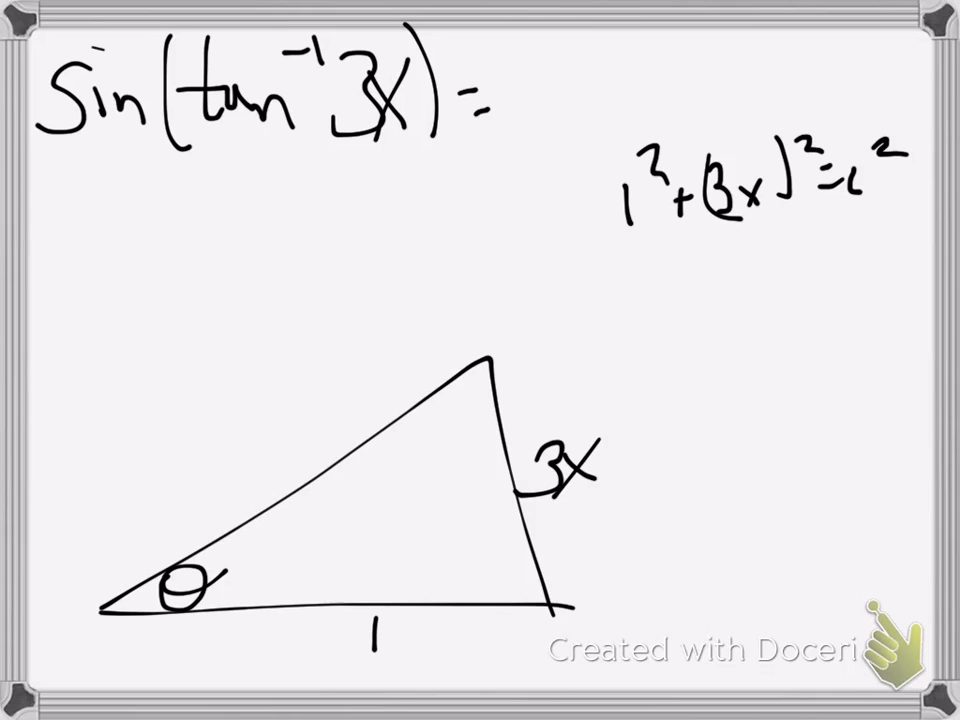 sin(tan⁻¹ 3x) =
1² + (3x)² = c²
3x
θ
1
Created with Doceri